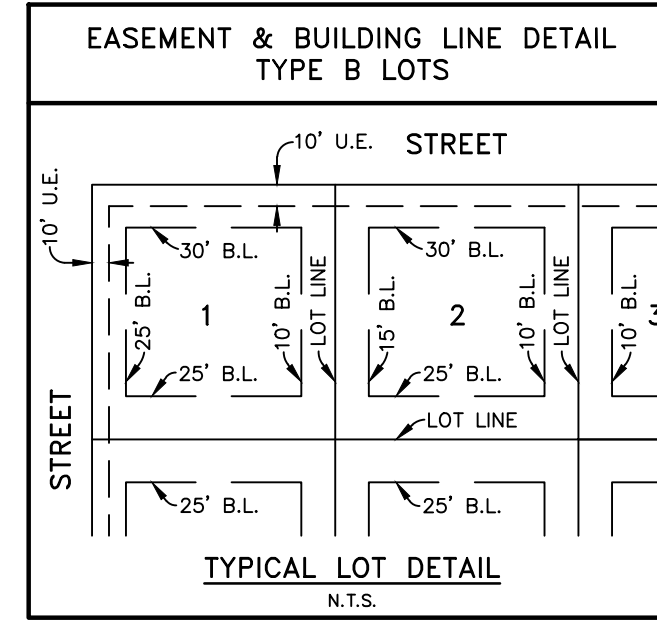 EASEMENT & BUILDING LINE DETAIL
TYPE B LOTS
10' U.E.
STREET
10' U.E.
30' B.L.
30' B.L.
25' B.L.
1
10' B.L.
LOT LINE
15' B.L.
2
10' B.L.
LOT LINE
10' B.L.
3
25' B.L.
25' B.L.
LOT LINE
STREET
25' B.L.
25' B.L.
TYPICAL LOT DETAIL
N.T.S.